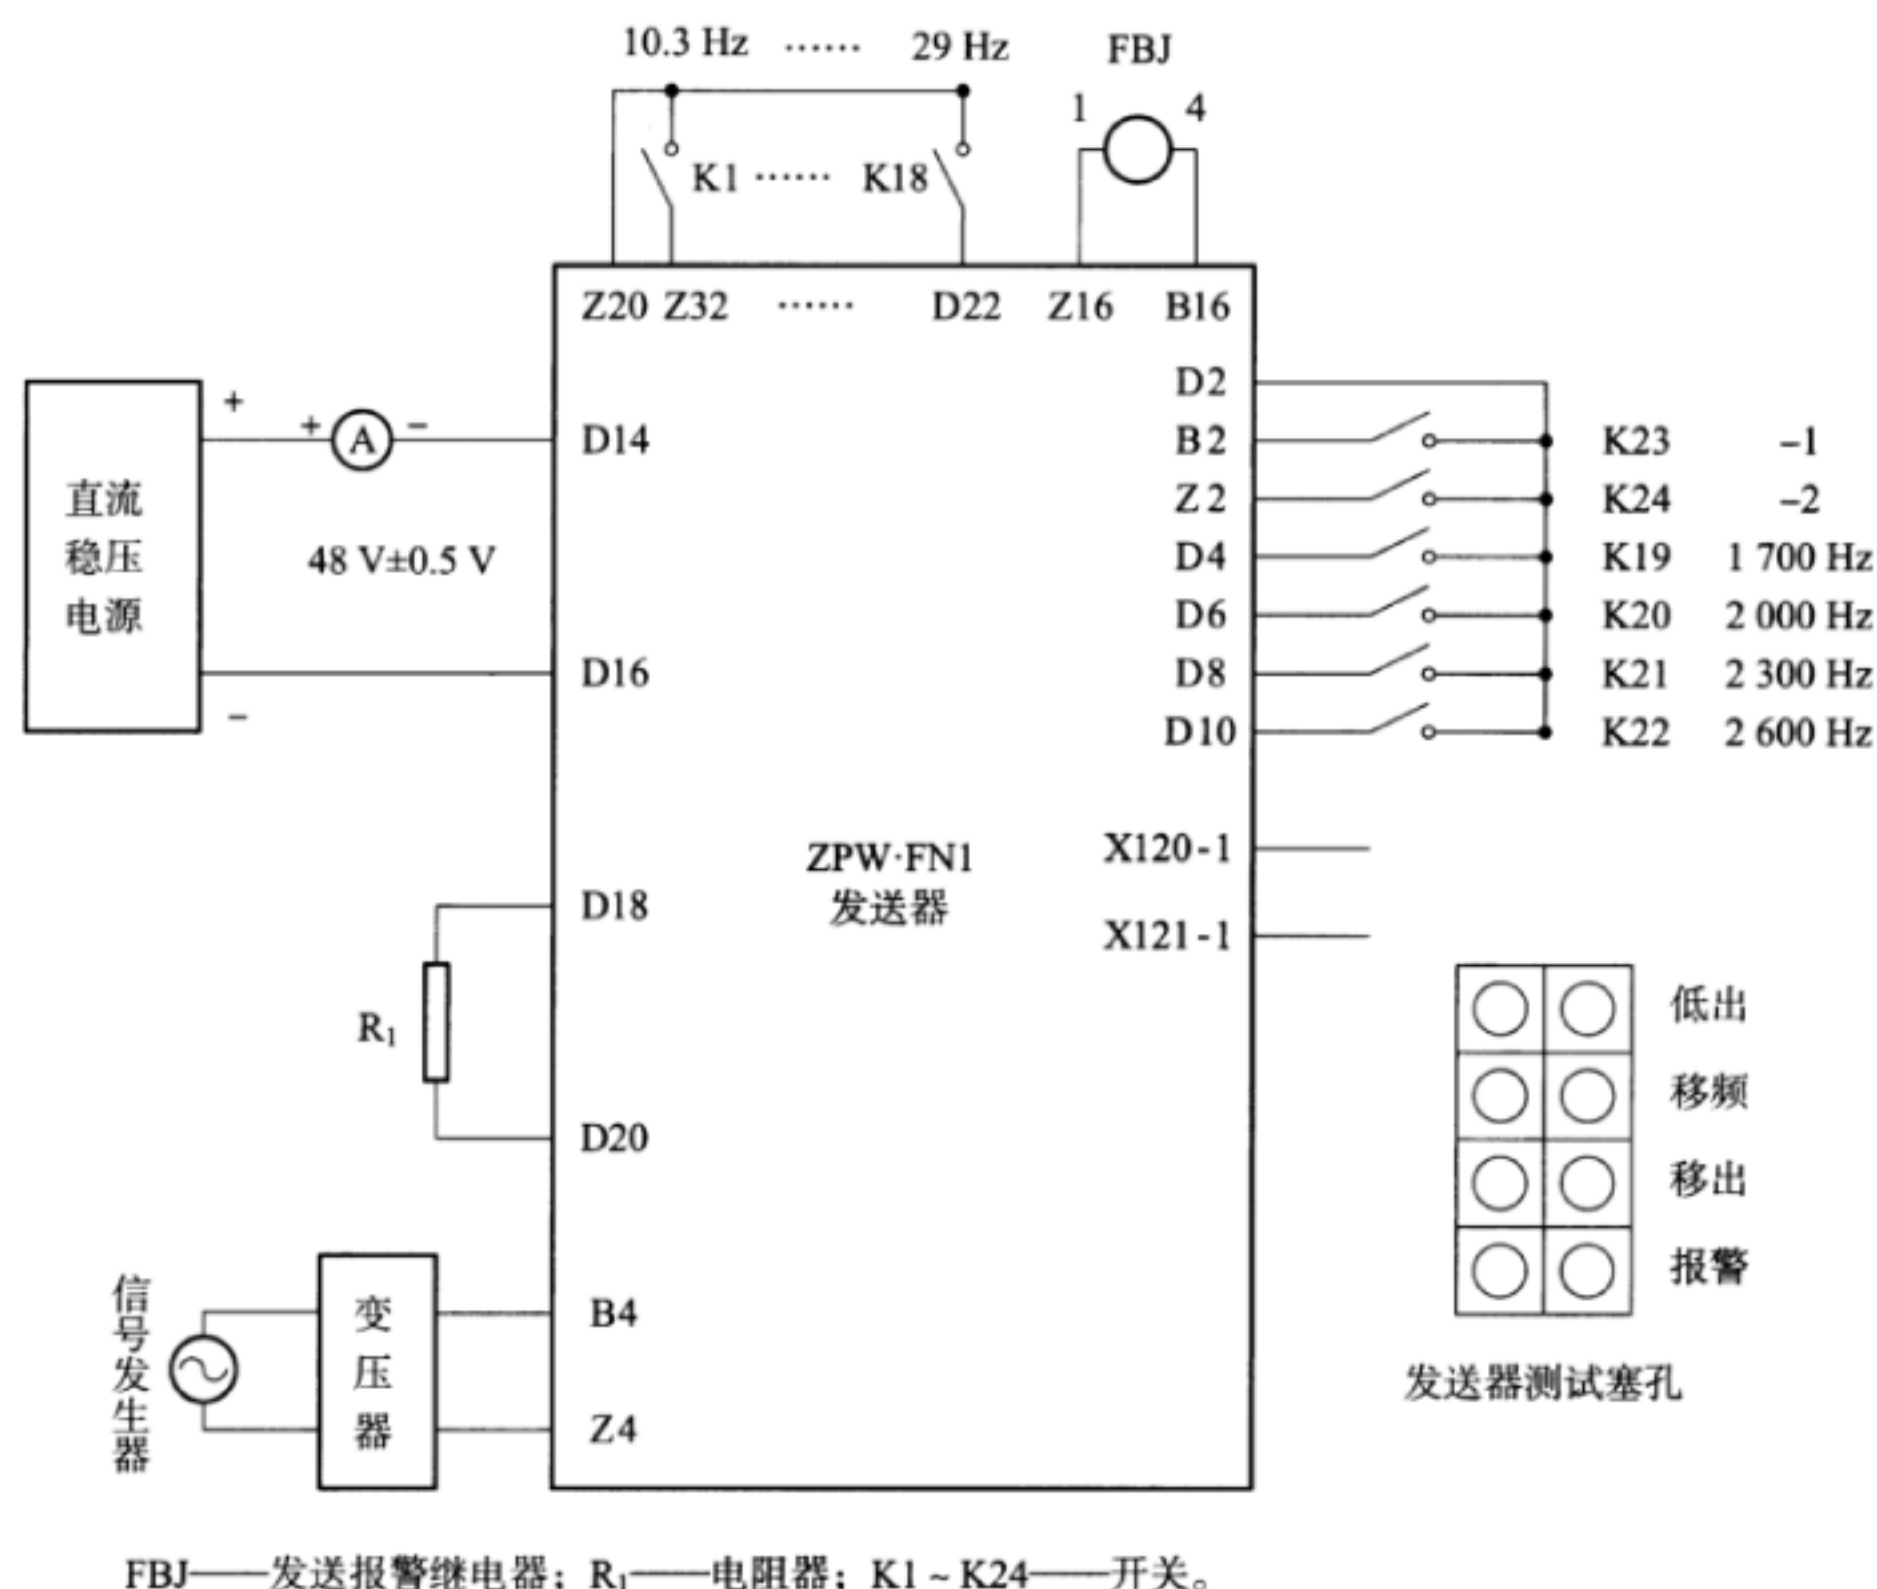 10.3 Hz ······ 29 Hz FBJ
1 4
K1 ······ K18
Z20 Z32 ······ D22 Z16 B16
D2
+ + A − D14 B2 K23 −1
直流
稳压
电源
48 V±0.5 V
Z2 K24 −2
D4 K19 1 700 Hz
D6 K20 2 000 Hz
− D16 D8 K21 2 300 Hz
D10 K22 2 600 Hz
ZPW·FN1
发送器
X120-1
X121-1
D18
R1
D20
低出
移频
移出
报警
发送器测试塞孔
信号发生器
变压器
B4
Z4
FBJ——发送报警继电器；R1——电阻器；K1 ~ K24——开关。